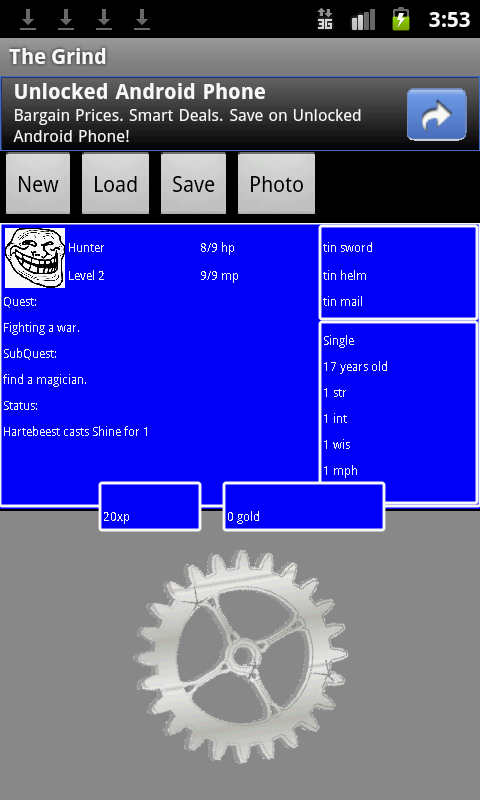 3G 3:53
The Grind
Unlocked Android Phone
Bargain Prices. Smart Deals. Save on Unlocked
Android Phone!
New Load Save Photo
Hunter 8/9 hp
Level 2 9/9 mp
Quest:
Fighting a war.
SubQuest:
find a magician.
Status:
Hartebeest casts Shine for 1
tin sword
tin helm
tin mail
Single
17 years old
1 str
1 int
1 wis
1 mph
20xp 0 gold